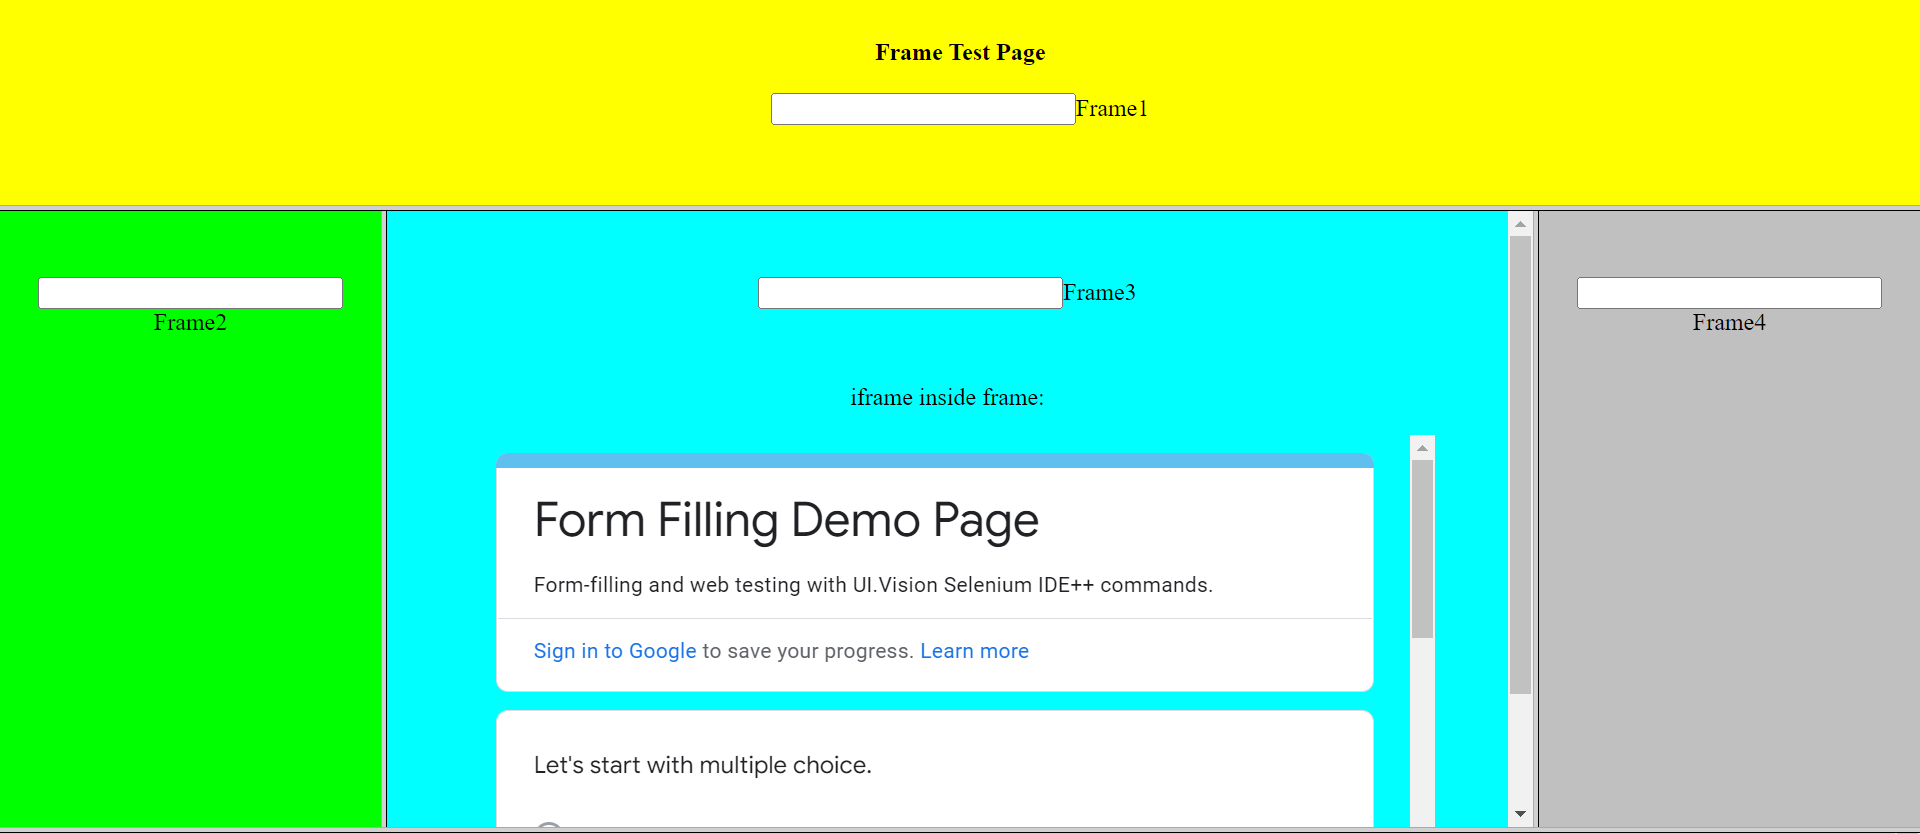 Frame Test Page
Frame1
Frame2
Frame3
iframe inside frame:
Form Filling Demo Page
Form-filling and web testing with UI.Vision Selenium IDE++ commands.
Sign in to Google to save your progress. Learn more
Let's start with multiple choice.
Frame4